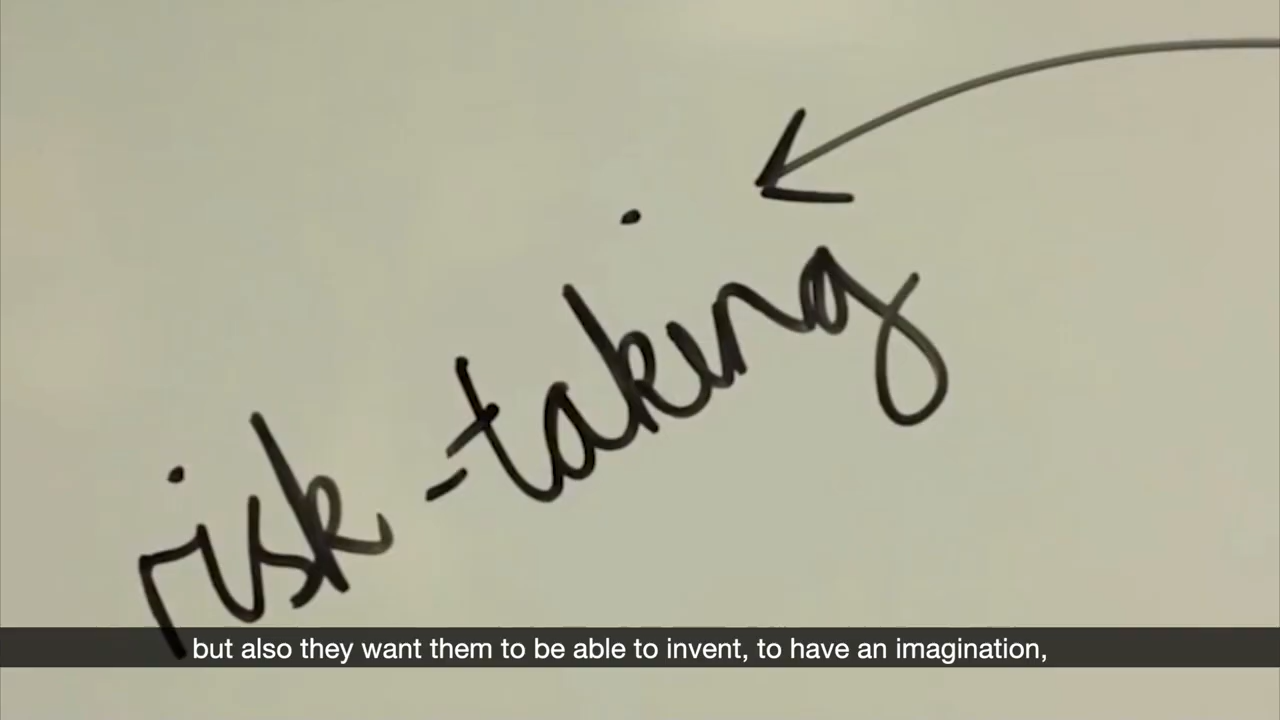 risk-taking
but also they want them to be able to invent, to have an imagination,